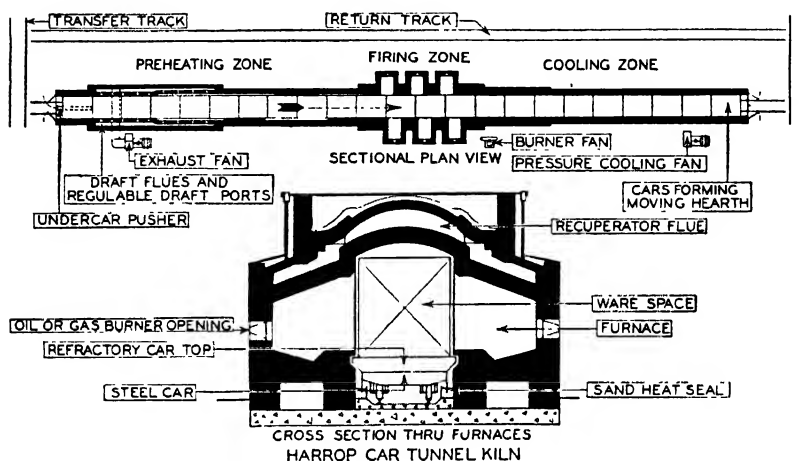 TRANSFER TRACK
RETURN TRACK
PREHEATING ZONE
FIRING ZONE
COOLING ZONE
EXHAUST FAN
SECTIONAL PLAN VIEW
BURNER FAN
PRESSURE COOLING FAN
DRAFT FLUES AND
REGULABLE DRAFT PORTS
CARS FORMING
MOVING HEARTH
UNDERCAR PUSHER
RECUPERATOR FLUE
WARE SPACE
OIL OR GAS BURNER OPENING
FURNACE
REFRACTORY CAR TOP
STEEL CAR
SAND HEAT SEAL
CROSS SECTION THRU FURNACES
HARROP CAR TUNNEL KILN